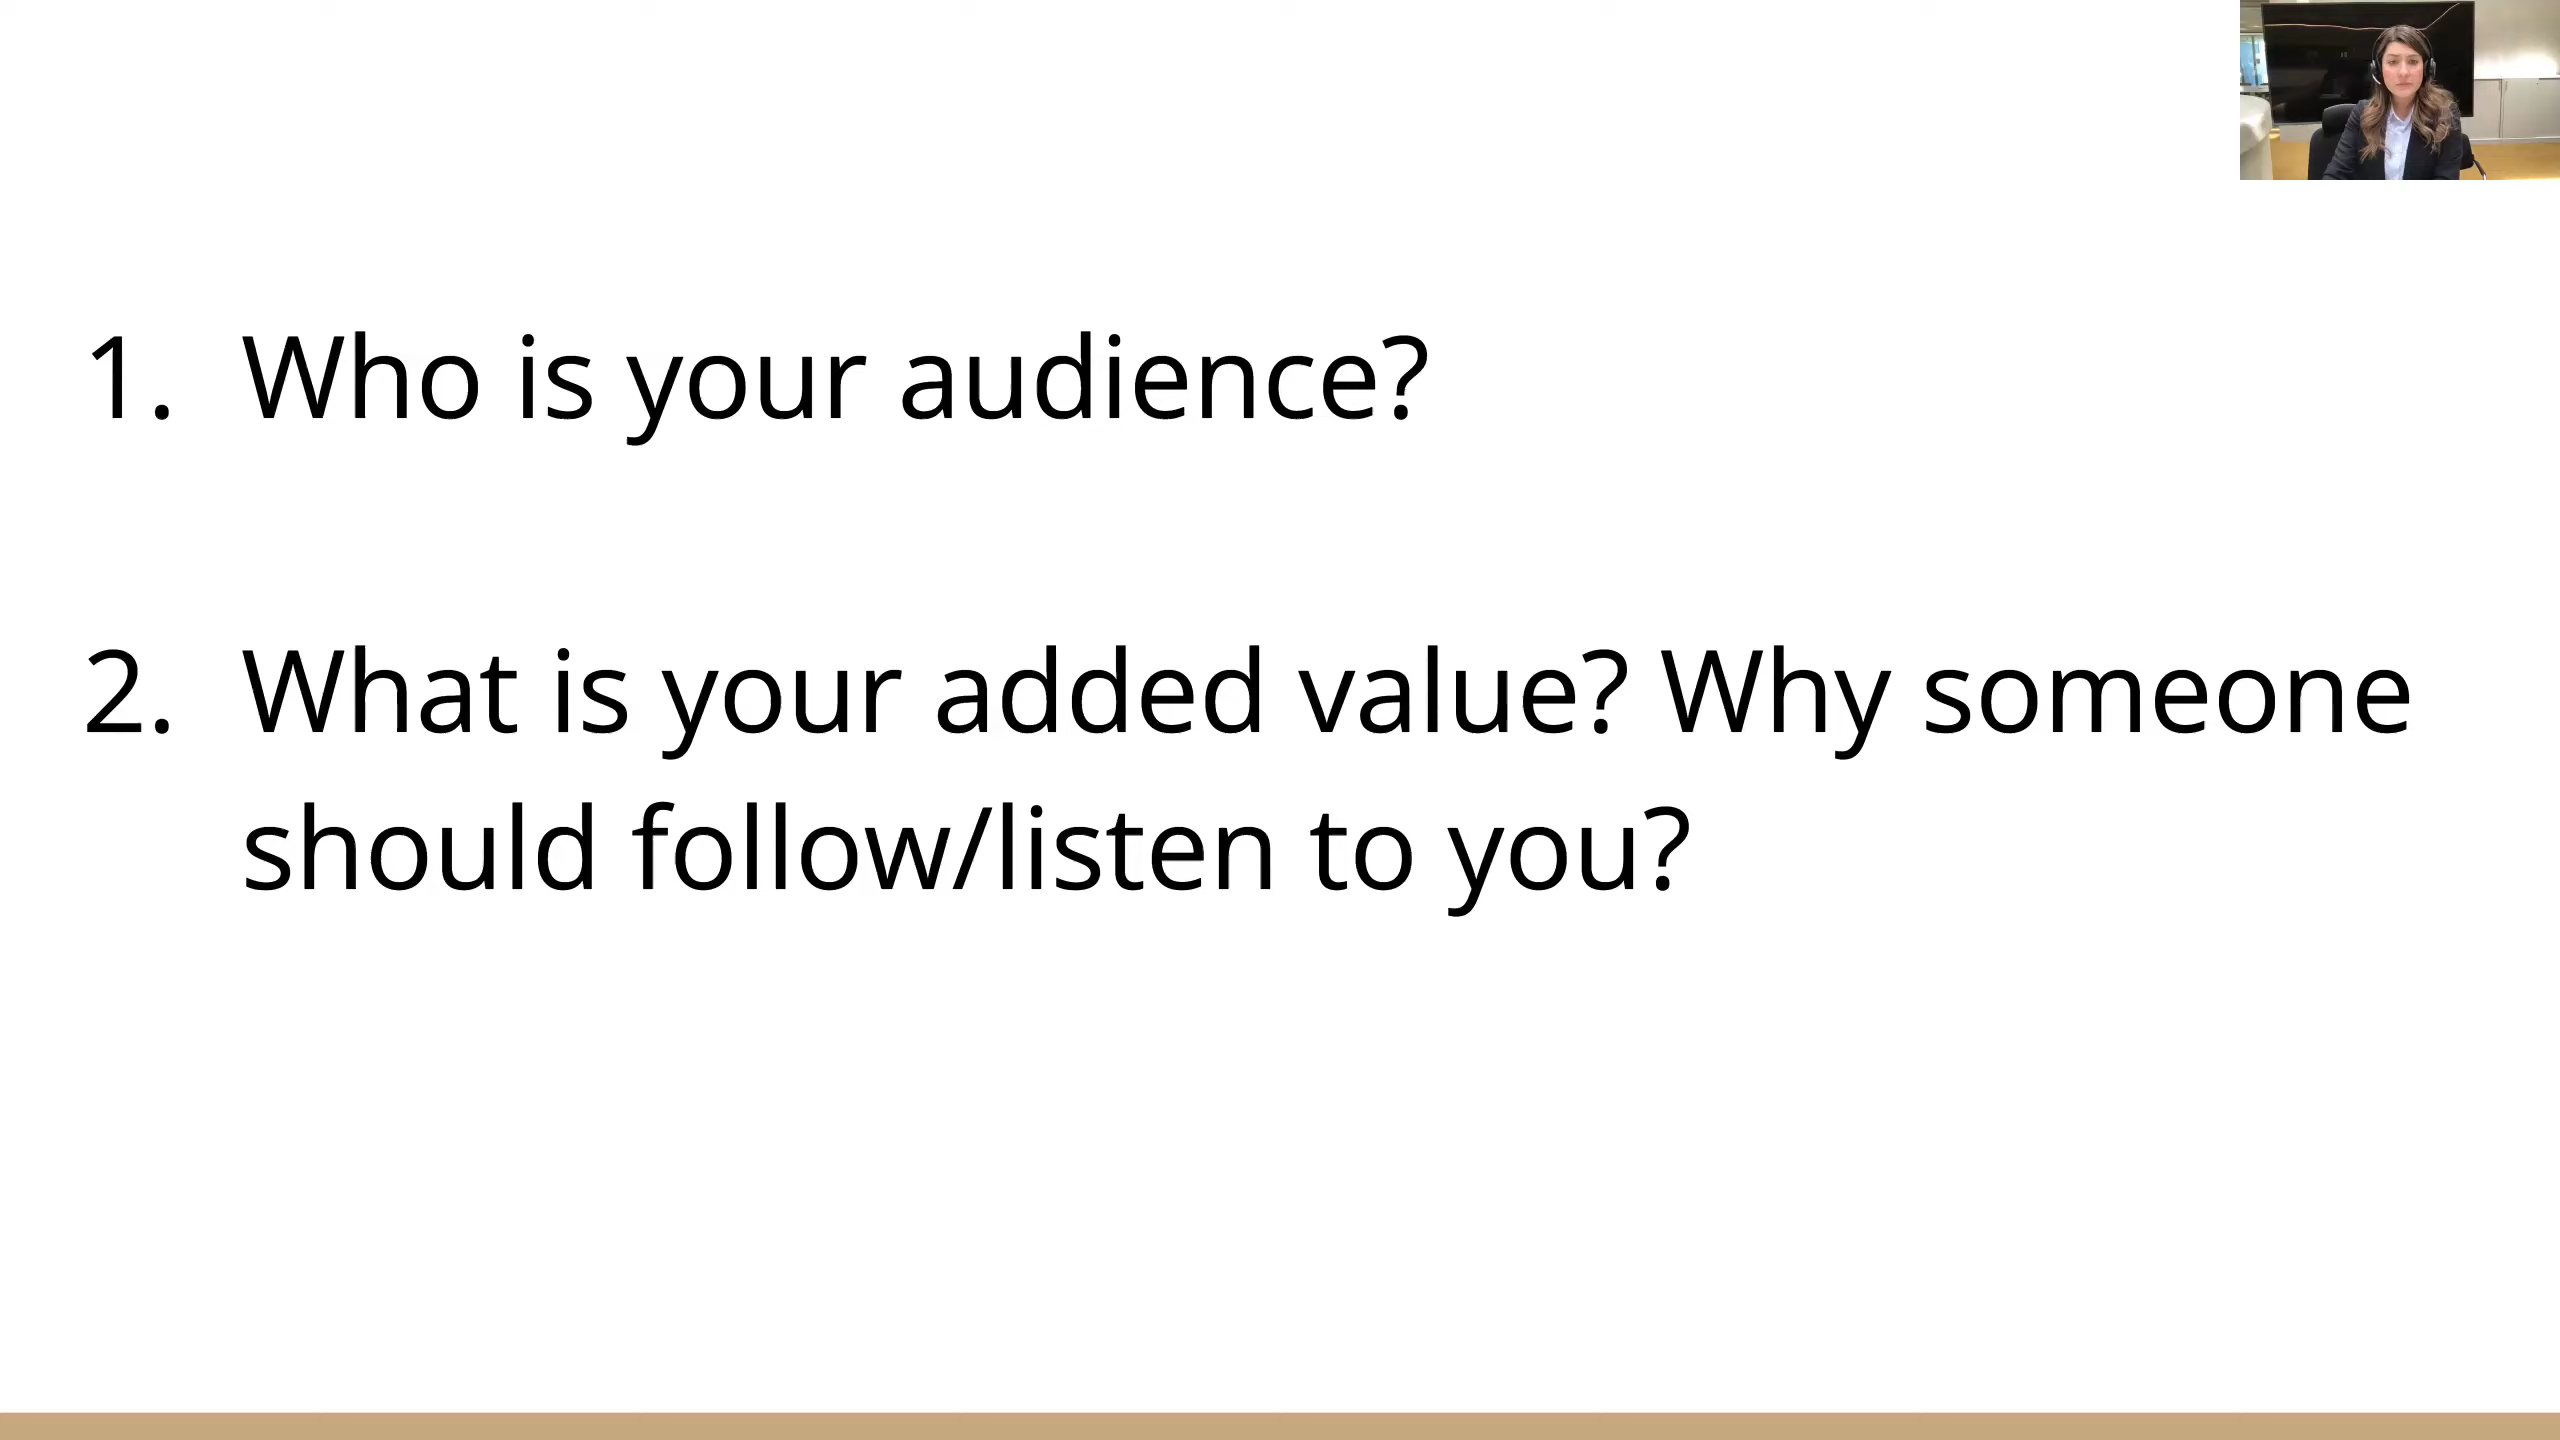 1. Who is your audience?
2. What is your added value? Why someone
should follow/listen to you?